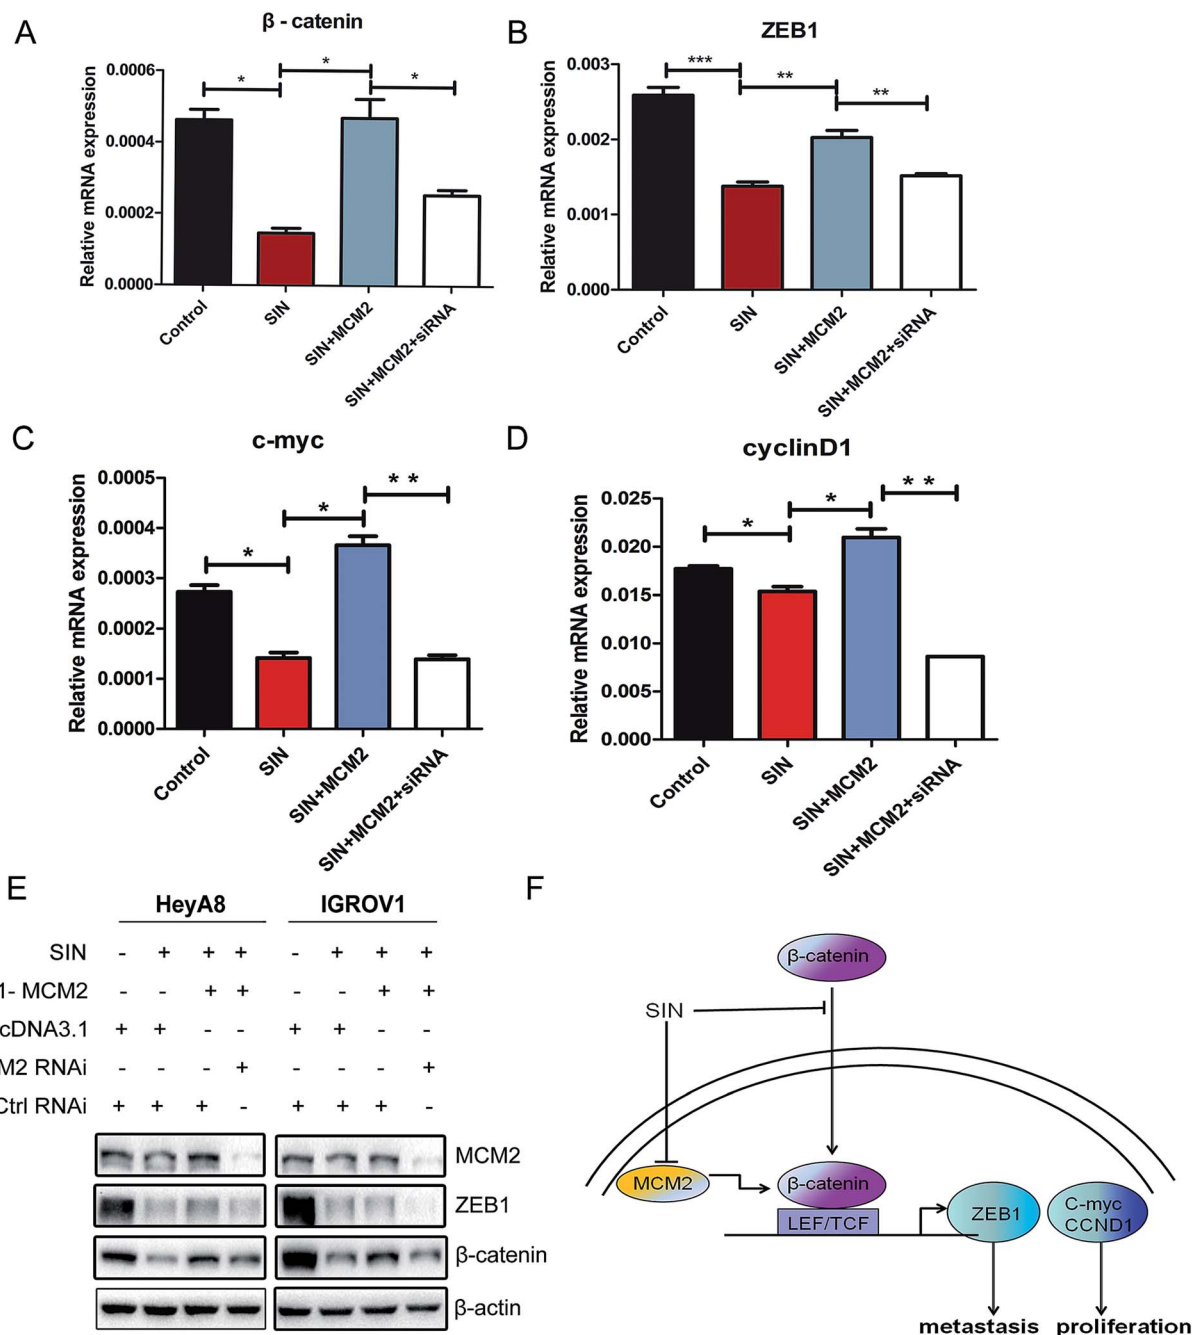 A
β - catenin
Relative mRNA expression
0.0006
0.0004
0.0002
0.0000
*
*
*
Control
SIN
SIN+MCM2
SIN+MCM2+siRNA
B
ZEB1
Relative mRNA expression
0.003
0.002
0.001
0.000
***
**
**
Control
SIN
SIN+MCM2
SIN+MCM2+siRNA
C
c-myc
Relative mRNA expression
0.0005
0.0004
0.0003
0.0002
0.0001
0.0000
*
*
* *
Control
SIN
SIN+MCM2
SIN+MCM2+siRNA
D
cyclinD1
Relative mRNA expression
0.025
0.020
0.015
0.010
0.005
0.000
*
*
* *
Control
SIN
SIN+MCM2
SIN+MCM2+siRNA
E
HeyA8 IGROV1
SIN - + + + - + + +
1- MCM2 - - + + - - + +
cDNA3.1 + + - - + + - -
M2 RNAi - - - + - - - +
Ctrl RNAi + + + - + + + -
MCM2
ZEB1
β-catenin
β-actin
F
β-catenin
SIN
MCM2
β-catenin
LEF/TCF
ZEB1
C-myc
CCND1
metastasis proliferation